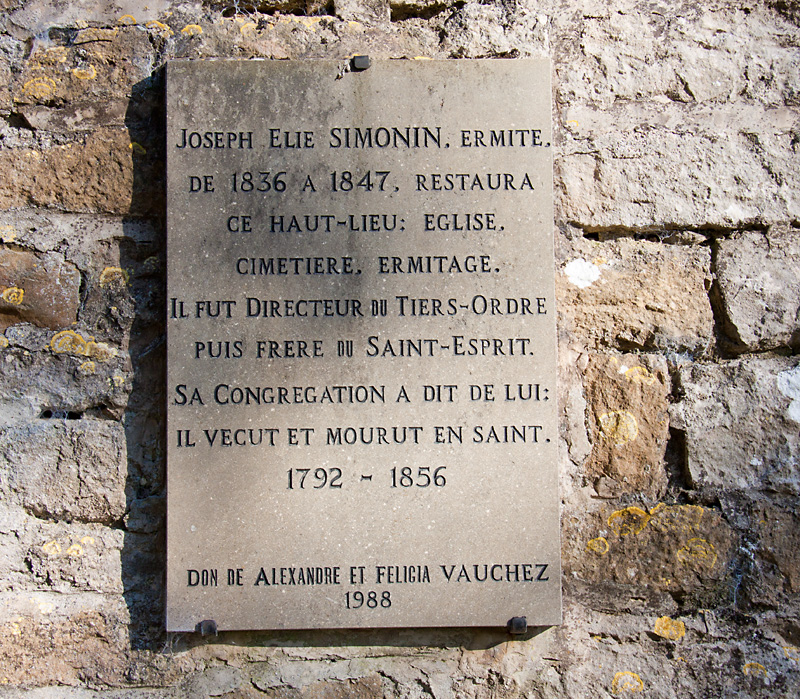 JOSEPH ELIE SIMONIN, ERMITE,
DE 1836 A 1847, RESTAURA
CE HAUT-LIEU: EGLISE,
CIMETIERE, ERMITAGE.
IL FUT DIRECTEUR DU TIERS-ORDRE
PUIS FRERE DU SAINT-ESPRIT.
SA CONGREGATION A DIT DE LUI:
IL VECUT ET MOURUT EN SAINT.
1792 - 1856
DON DE ALEXANDRE ET FELICIA VAUCHEZ
1988